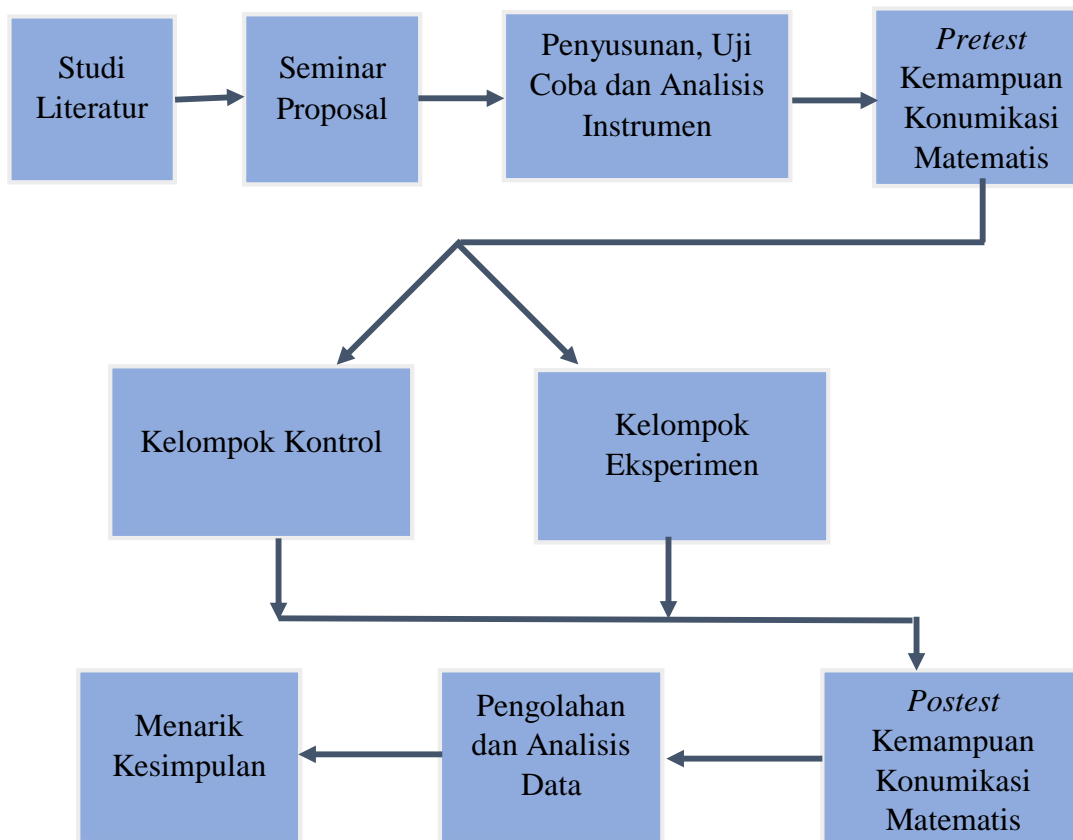 Studi
Literatur
Seminar
Proposal
Penyusunan, Uji
Coba dan Analisis
Instrumen
Pretest
Kemampuan
Konumikasi
Matematis
Kelompok Kontrol
Kelompok
Eksperimen
Menarik
Kesimpulan
Pengolahan
dan Analisis
Data
Postest
Kemampuan
Konumikasi
Matematis